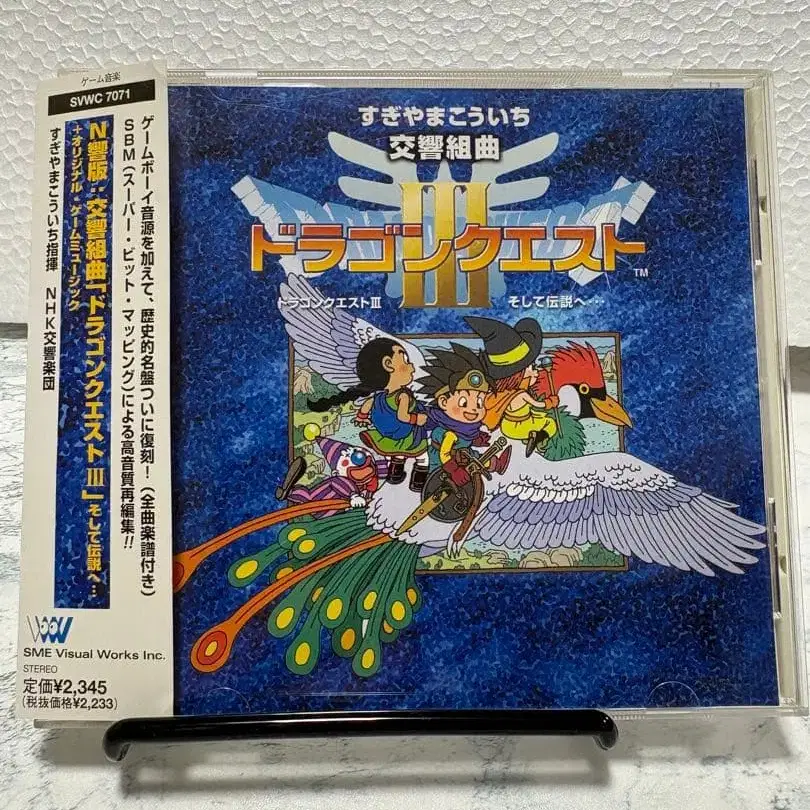 ゲーム音楽
SVWC 7071
ゲームボーイ音源を加えて、歴史的名盤ついに復刻!(全曲楽譜付き)
SBM(スーパー・ビット・マッピング)による高音質再編集!!
N響版:交響組曲「ドラゴンクエストIII」そして伝説へ…
+オリジナル・ゲームミュージック
すぎやまこういち指揮 NHK交響楽団
SME Visual Works Inc.
STEREO
定価¥2,345
(税抜価格¥2,233)
すぎやまこういち
交響組曲
III
ドラゴンクエスト™
ドラゴンクエストIII そして伝説へ…